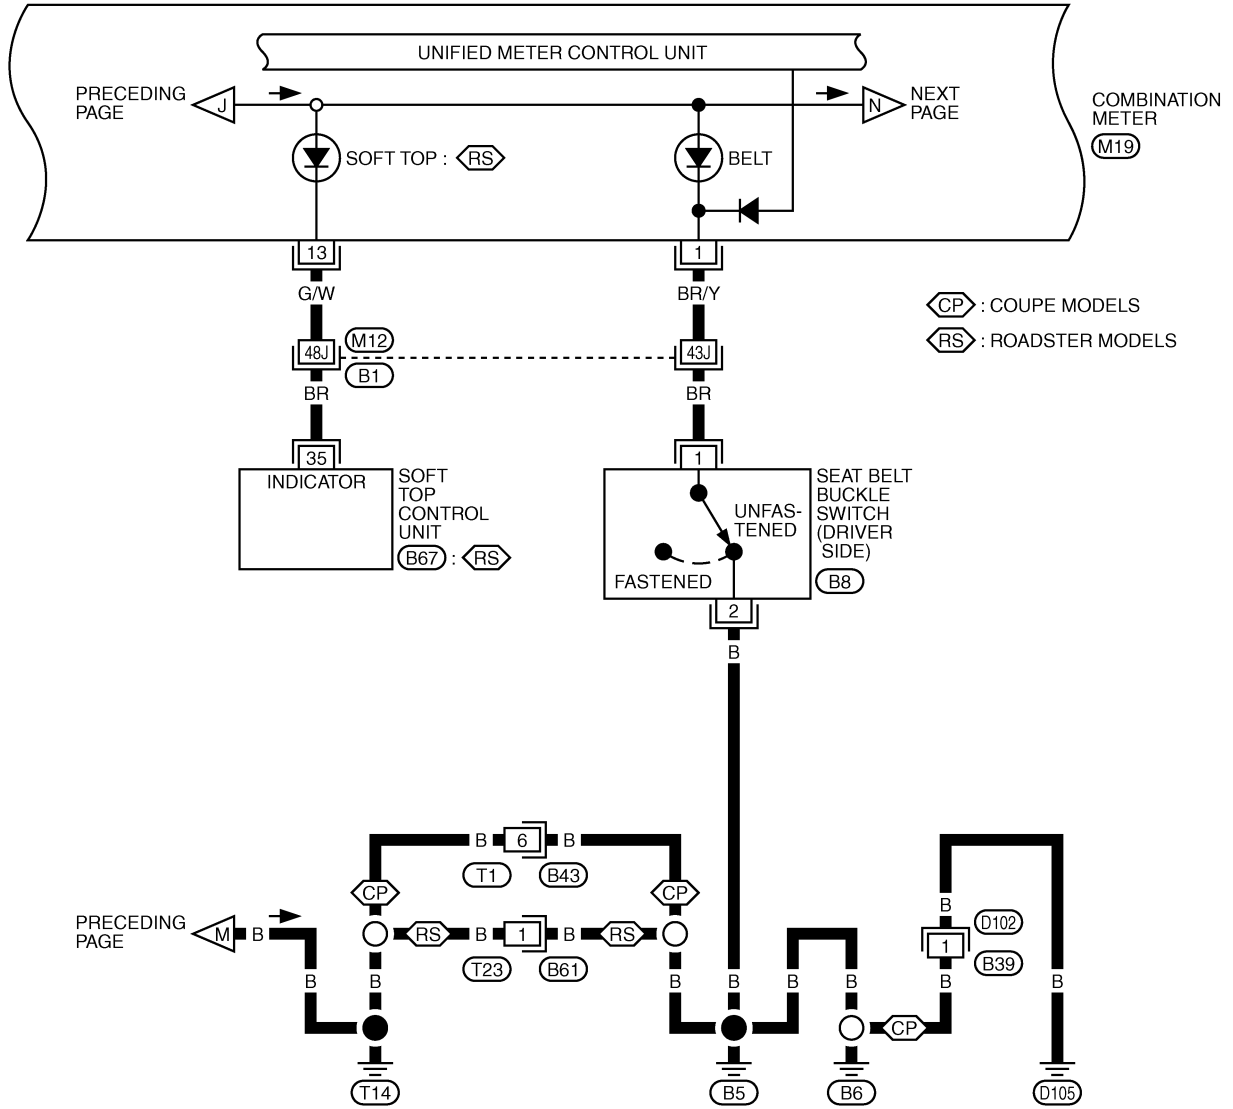 UNIFIED METER CONTROL UNIT
PRECEDING
PAGE
J
N
NEXT
PAGE
COMBINATION
METER
M19
SOFT TOP : RS
BELT
13
1
G/W
BR/Y
CP : COUPE MODELS
RS : ROADSTER MODELS
48J
M12
B1
43J
BR
BR
35
1
INDICATOR
SOFT
TOP
CONTROL
UNIT
B67 : RS
UNFAS-
TENED
FASTENED
SEAT BELT
BUCKLE
SWITCH
(DRIVER
SIDE)
B8
2
B
B 6 B
T1 B43
CP CP
PRECEDING
PAGE
M B
RS B 1 B RS
T23 B61
B
D102
1
B39
B B B B B B B B
CP
T14 B5 B6 D105